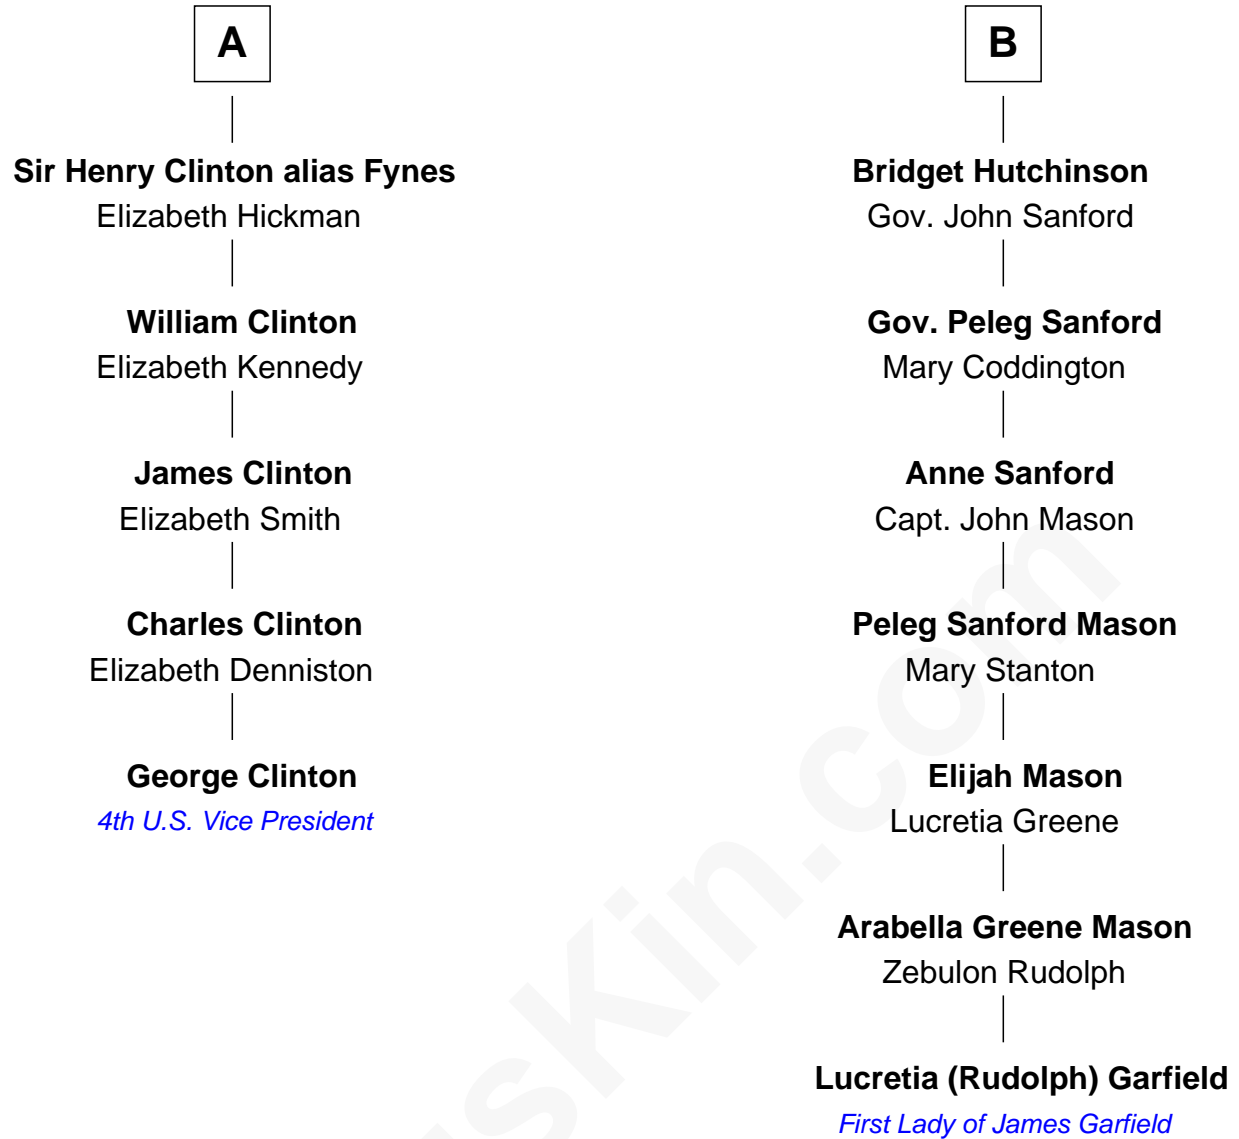 A
Sir Henry Clinton alias Fynes
Elizabeth Hickman
William Clinton
Elizabeth Kennedy
James Clinton
Elizabeth Smith
Charles Clinton
Elizabeth Denniston
George Clinton
4th U.S. Vice President
B
Bridget Hutchinson
Gov. John Sanford
Gov. Peleg Sanford
Mary Coddington
Anne Sanford
Capt. John Mason
Peleg Sanford Mason
Mary Stanton
Elijah Mason
Lucretia Greene
Arabella Greene Mason
Zebulon Rudolph
Lucretia (Rudolph) Garfield
First Lady of James Garfield
sKin.com